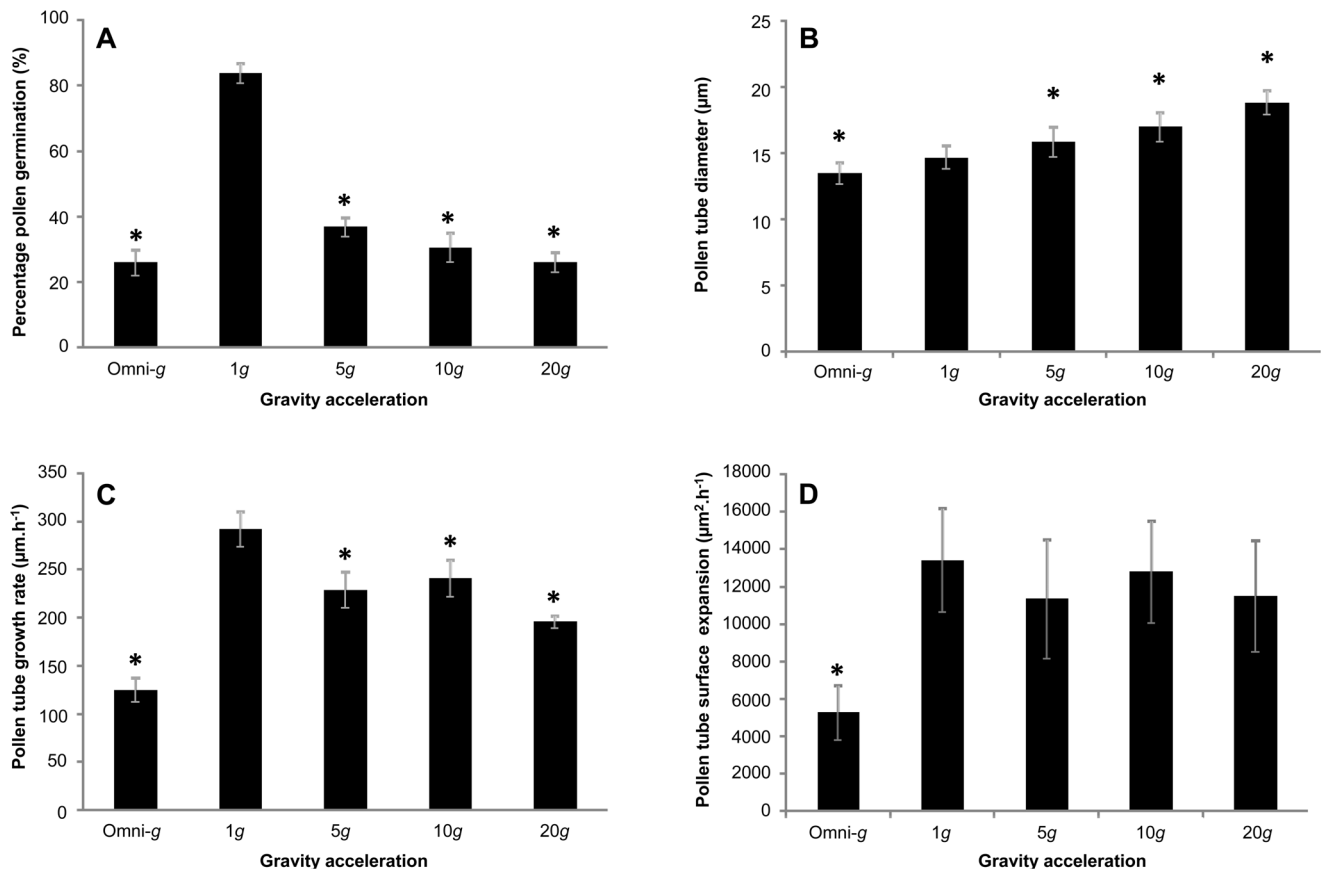 A
Percentage pollen germination (%)
100
80
60
40
20
0
*
*
*
*
Omni-g
1g
5g
10g
20g
Gravity acceleration
B
Pollen tube diameter (µm)
25
20
15
10
5
0
*
*
*
*
Omni-g
1g
5g
10g
20g
Gravity acceleration
C
Pollen tube growth rate (µm.h⁻¹)
350
300
250
200
150
100
50
0
*
*
*
*
Omni-g
1g
5g
10g
20g
Gravity acceleration
D
Pollen tube surface expansion (µm².h⁻¹)
18000
16000
14000
12000
10000
8000
6000
4000
2000
0
*
Omni-g
1g
5g
10g
20g
Gravity acceleration